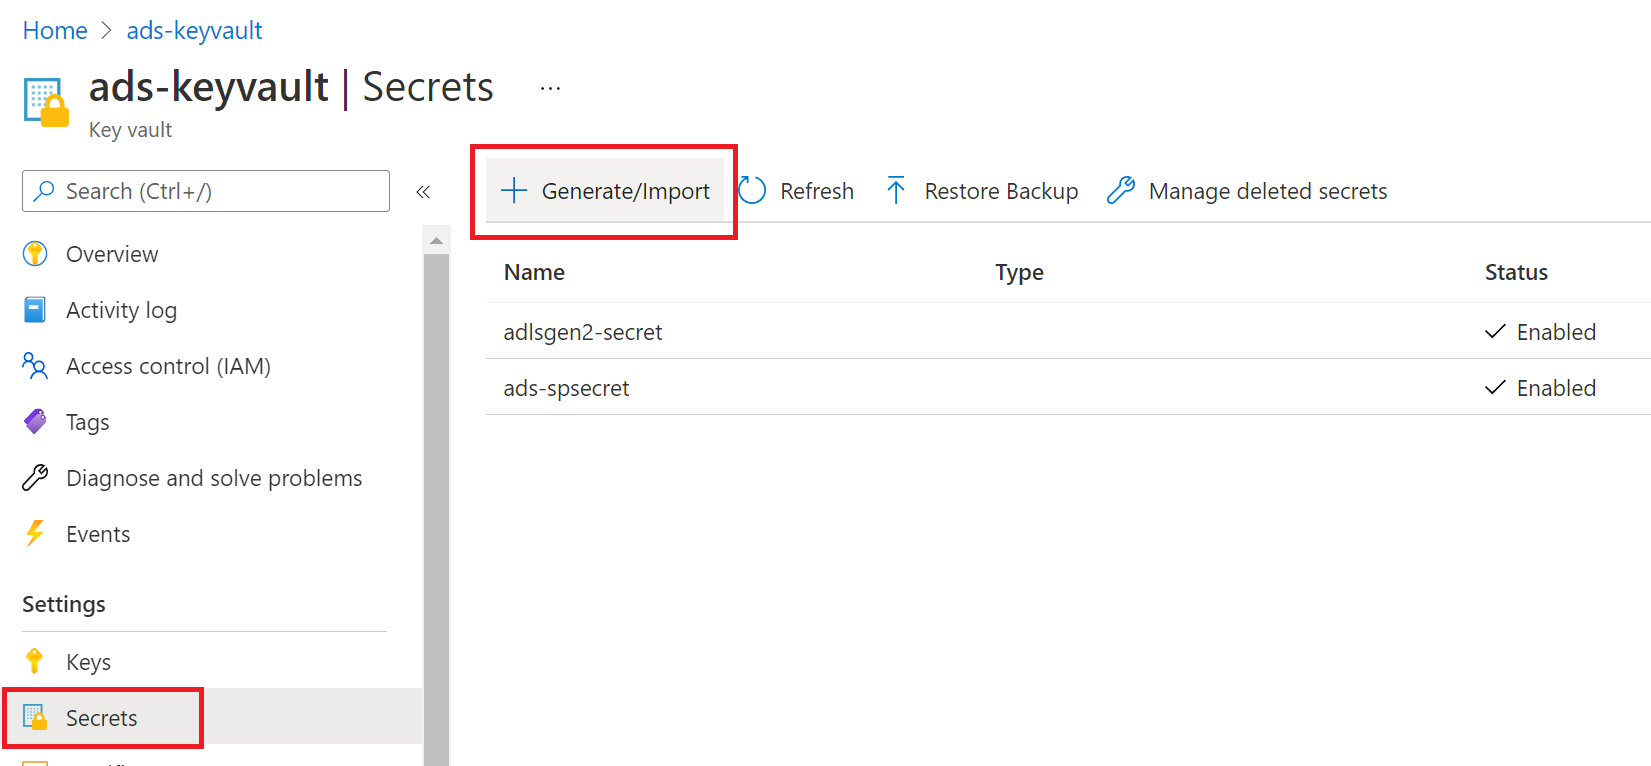 Home > ads-keyvault
ads-keyvault | Secrets ...
Key vault
Search (Ctrl+/) «
Generate/Import Refresh Restore Backup Manage deleted secrets
Overview
Activity log
Access control (IAM)
Tags
Diagnose and solve problems
Events
Settings
Keys
Secrets
Name Type Status
adlsgen2-secret Enabled
ads-spsecret Enabled